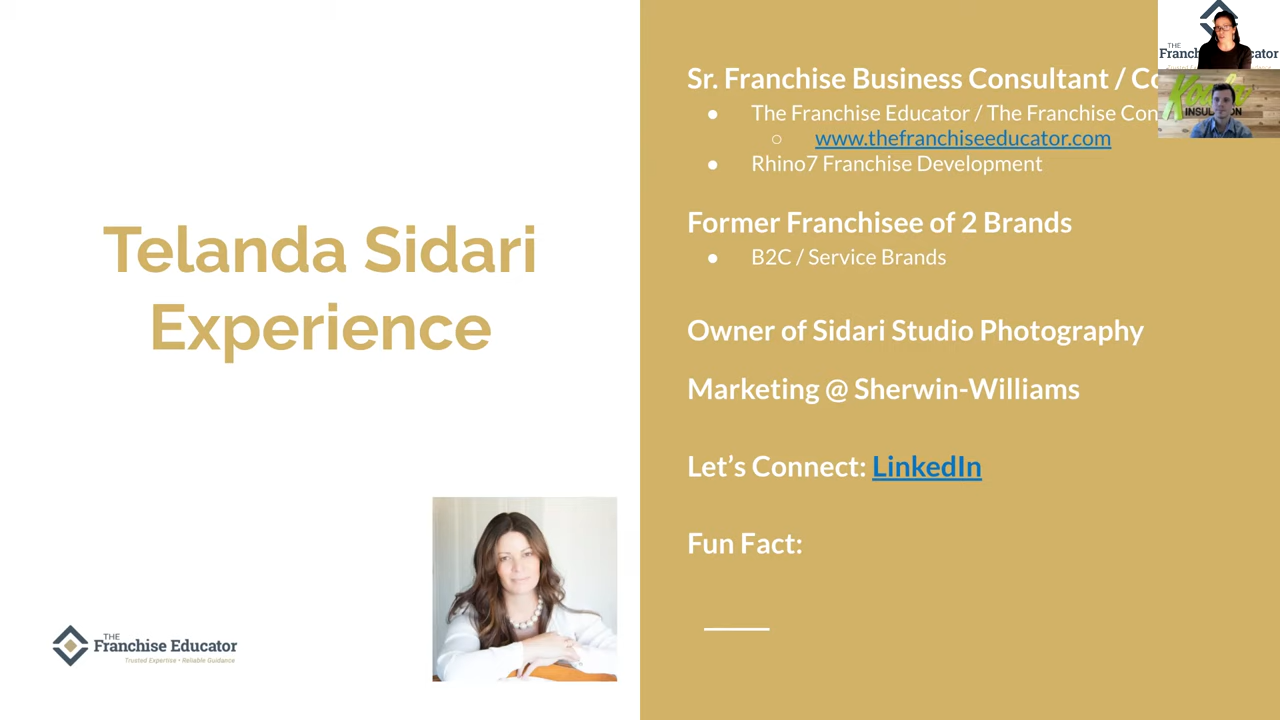 Telanda Sidari
Experience
THE
Franchise Educator
Trusted Expertise • Reliable Guidance
Sr. Franchise Business Consultant / Co
The Franchise Educator / The Franchise Con
www.thefranchiseeducator.com
Rhino7 Franchise Development
Former Franchisee of 2 Brands
B2C / Service Brands
Owner of Sidari Studio Photography
Marketing @ Sherwin-Williams
Let's Connect: LinkedIn
Fun Fact:
THE
INSUL